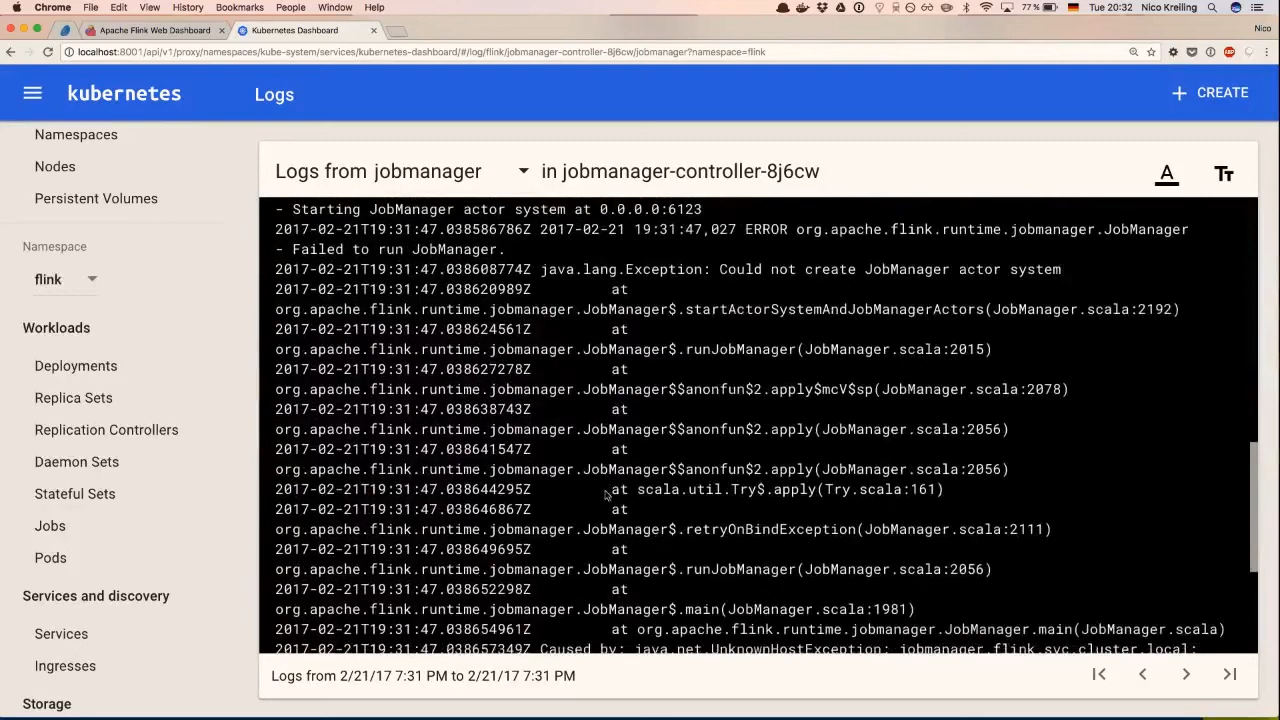 Chrome File Edit View History Bookmarks People Window Help 77% Tue 20:32 Nico Kreiling
Apache Flink Web Dashboard × Kubernetes Dashboard × Nico
localhost:8001/api/v1/proxy/namespaces/kube-system/services/kubernetes-dashboard/#/log/flink/jobmanager-controller-8j6cw/jobmanager?namespace=flink
kubernetes Logs + CREATE
Namespaces
Nodes
Persistent Volumes
Namespace
flink
Workloads
Deployments
Replica Sets
Replication Controllers
Daemon Sets
Stateful Sets
Jobs
Pods
Services and discovery
Services
Ingresses
Storage
Logs from jobmanager in jobmanager-controller-8j6cw
- Starting JobManager actor system at 0.0.0.0:6123
2017-02-21T19:31:47.038586786Z 2017-02-21 19:31:47,027 ERROR org.apache.flink.runtime.jobmanager.JobManager
- Failed to run JobManager.
2017-02-21T19:31:47.038608774Z java.lang.Exception: Could not create JobManager actor system
2017-02-21T19:31:47.038620989Z at
org.apache.flink.runtime.jobmanager.JobManager$.startActorSystemAndJobManagerActors(JobManager.scala:2192)
2017-02-21T19:31:47.038624561Z at
org.apache.flink.runtime.jobmanager.JobManager$.runJobManager(JobManager.scala:2015)
2017-02-21T19:31:47.038627278Z at
org.apache.flink.runtime.jobmanager.JobManager$$anonfun$2.apply$mcV$sp(JobManager.scala:2078)
2017-02-21T19:31:47.038638743Z at
org.apache.flink.runtime.jobmanager.JobManager$$anonfun$2.apply(JobManager.scala:2056)
2017-02-21T19:31:47.038641547Z at
org.apache.flink.runtime.jobmanager.JobManager$$anonfun$2.apply(JobManager.scala:2056)
2017-02-21T19:31:47.038644295Z at scala.util.Try$.apply(Try.scala:161)
2017-02-21T19:31:47.038646867Z at
org.apache.flink.runtime.jobmanager.JobManager$.retryOnBindException(JobManager.scala:2111)
2017-02-21T19:31:47.038649695Z at
org.apache.flink.runtime.jobmanager.JobManager$.runJobManager(JobManager.scala:2056)
2017-02-21T19:31:47.038652298Z at
org.apache.flink.runtime.jobmanager.JobManager$.main(JobManager.scala:1981)
2017-02-21T19:31:47.038654961Z at org.apache.flink.runtime.jobmanager.JobManager.main(JobManager.scala)
2017-02-21T19:31:47.038657349Z Caused by: java.net.UnknownHostException: jobmanager.flink.svc.cluster.local:
Logs from 2/21/17 7:31 PM to 2/21/17 7:31 PM